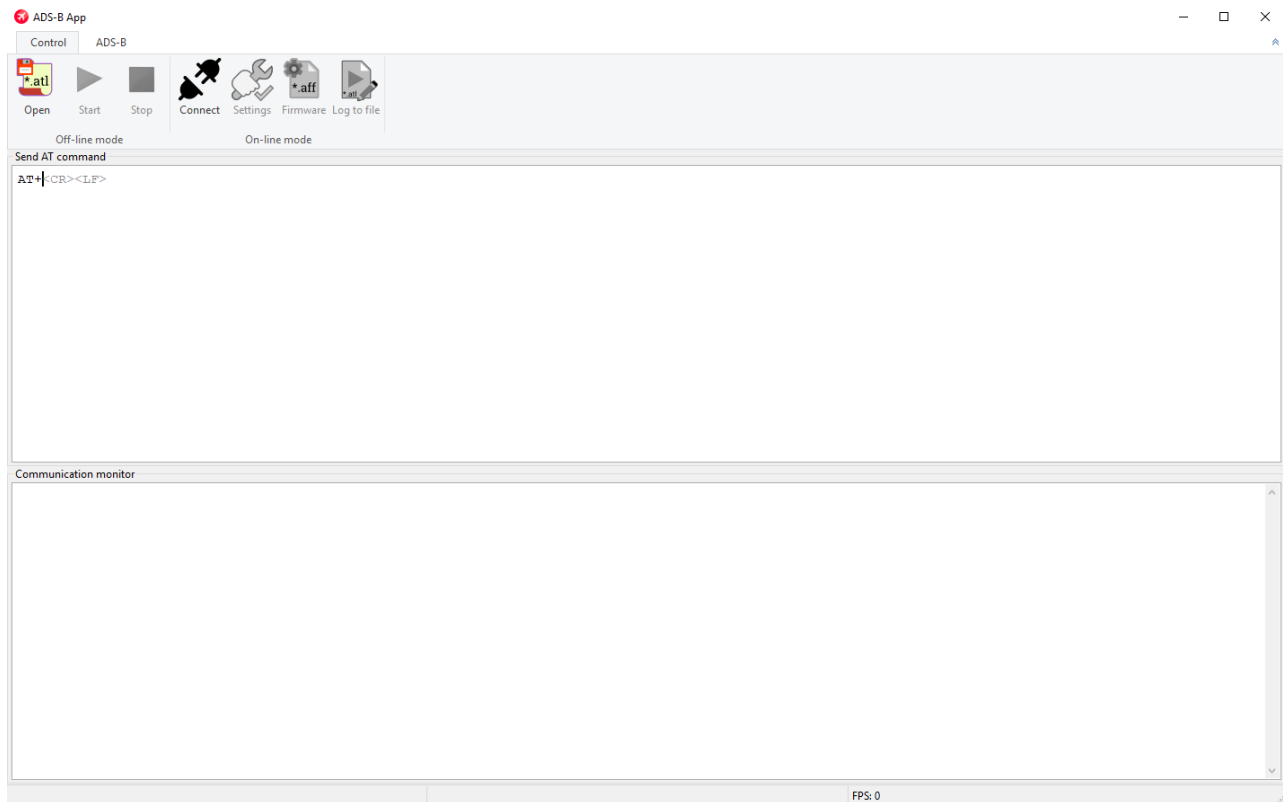 ADS-B App
Control ADS-B
*.atl *.aff *.atl
Open Start Stop Connect Settings Firmware Log to file
Off-line mode On-line mode
Send AT command
AT+<CR><LF>
Communication monitor
FPS: 0